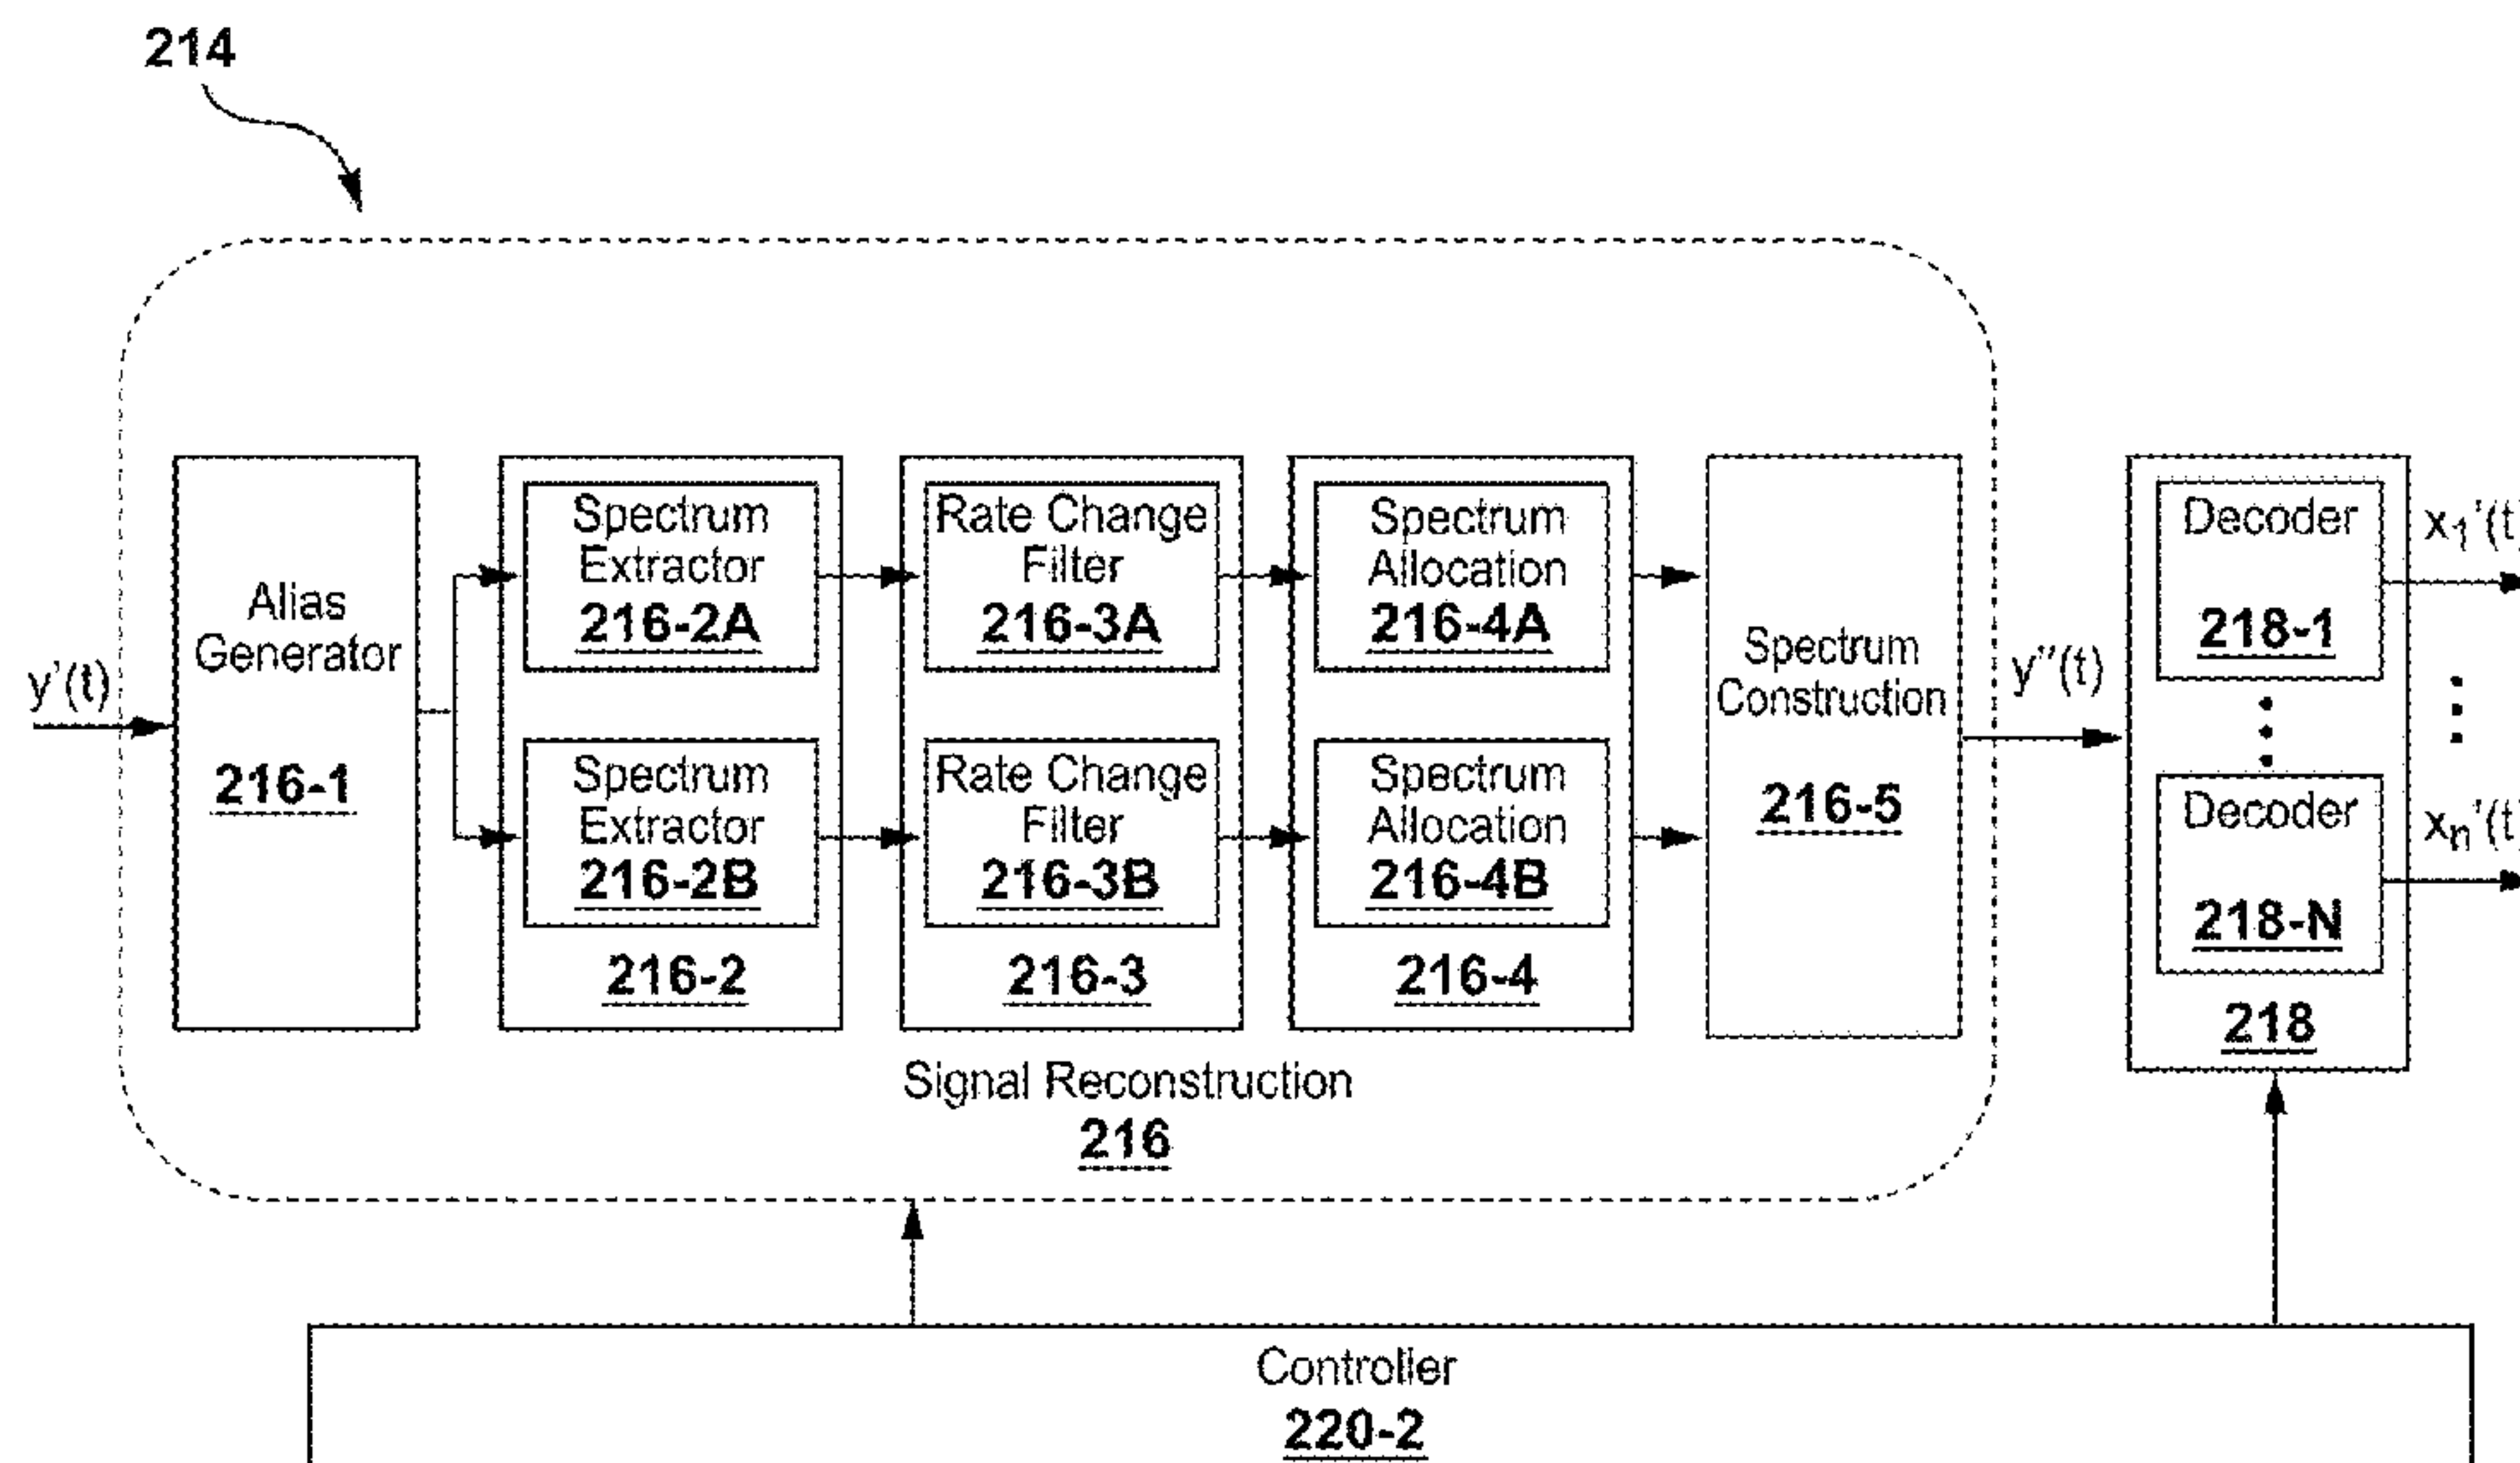 214
y'(t)
Alias
Generator
216-1
Spectrum
Extractor
216-2A
Spectrum
Extractor
216-2B
216-2
Rate Change
Filter
216-3A
Rate Change
Filter
216-3B
216-3
Spectrum
Allocation
216-4A
Spectrum
Allocation
216-4B
216-4
Spectrum
Construction
216-5
Signal Reconstruction
216
y''(t)
Decoder
218-1
Decoder
218-N
218
x1'(t
xn'(t
Controller
220-2